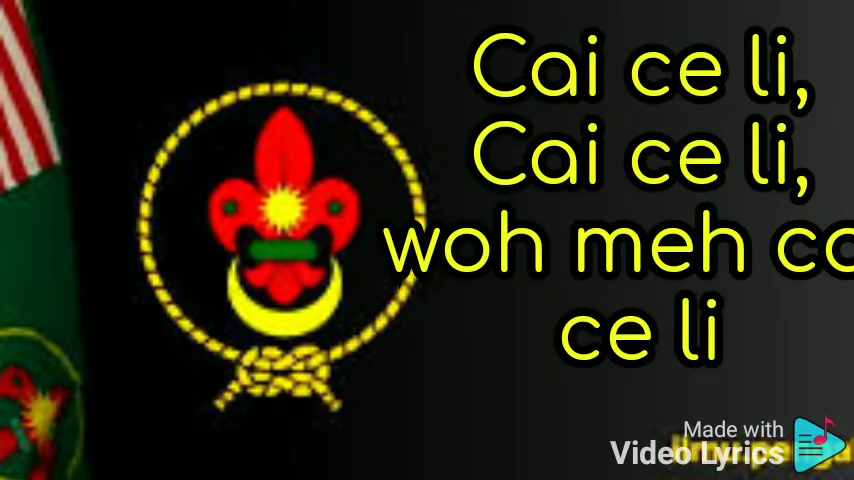 Cai ce li,
Cai ce li,
woh meh
ce li
Made with
Video Lyrics